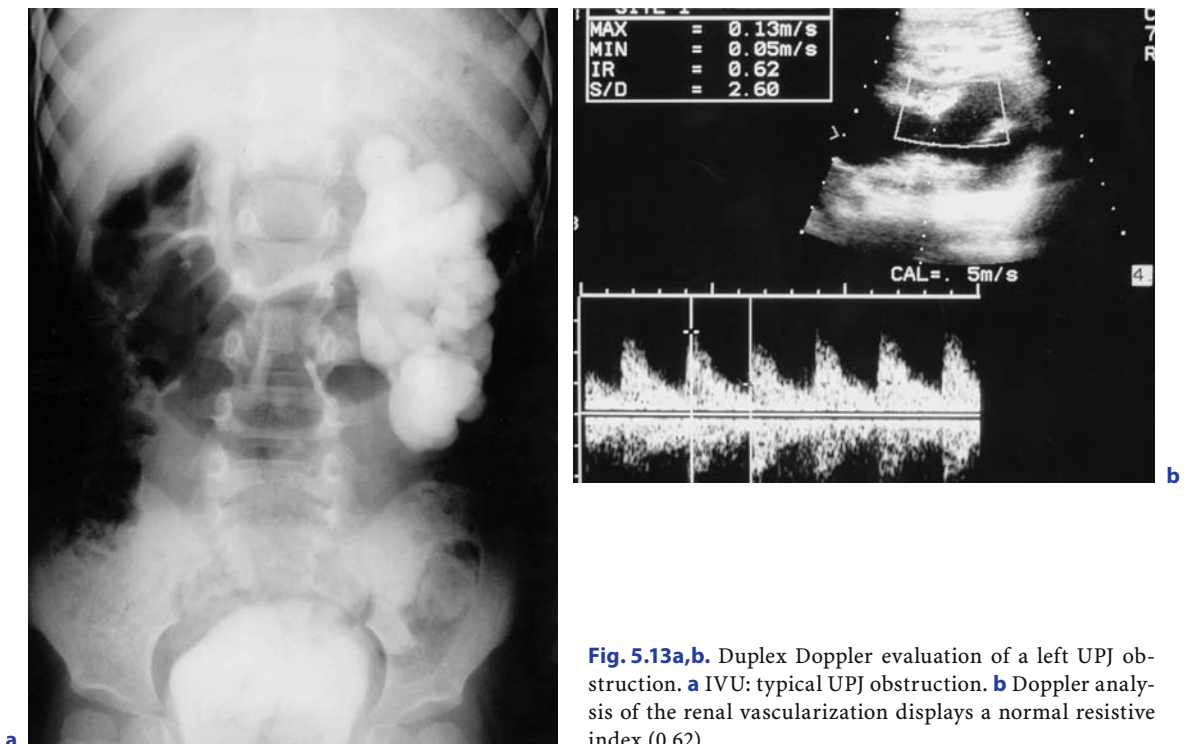 MAX = 0.13m/s
MIN = 0.05m/s
IR = 0.62
S/D = 2.60
7
R
CAL=. 5m/s
4
b
Fig. 5.13a,b. Duplex Doppler evaluation of a left UPJ ob-
struction. a IVU: typical UPJ obstruction. b Doppler analy-
sis of the renal vascularization displays a normal resistive
index (0.62)
a